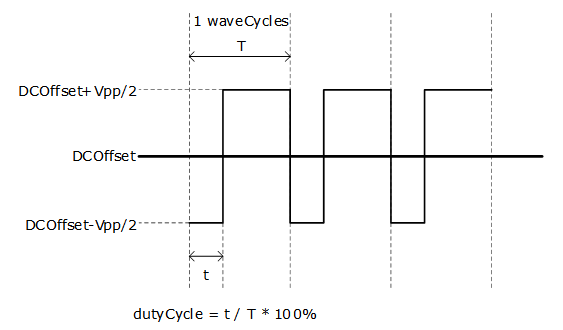 1 waveCycles
T
DCOffset+Vpp/2
DCOffset
DCOffset-Vpp/2
t
dutyCycle = t / T * 100%